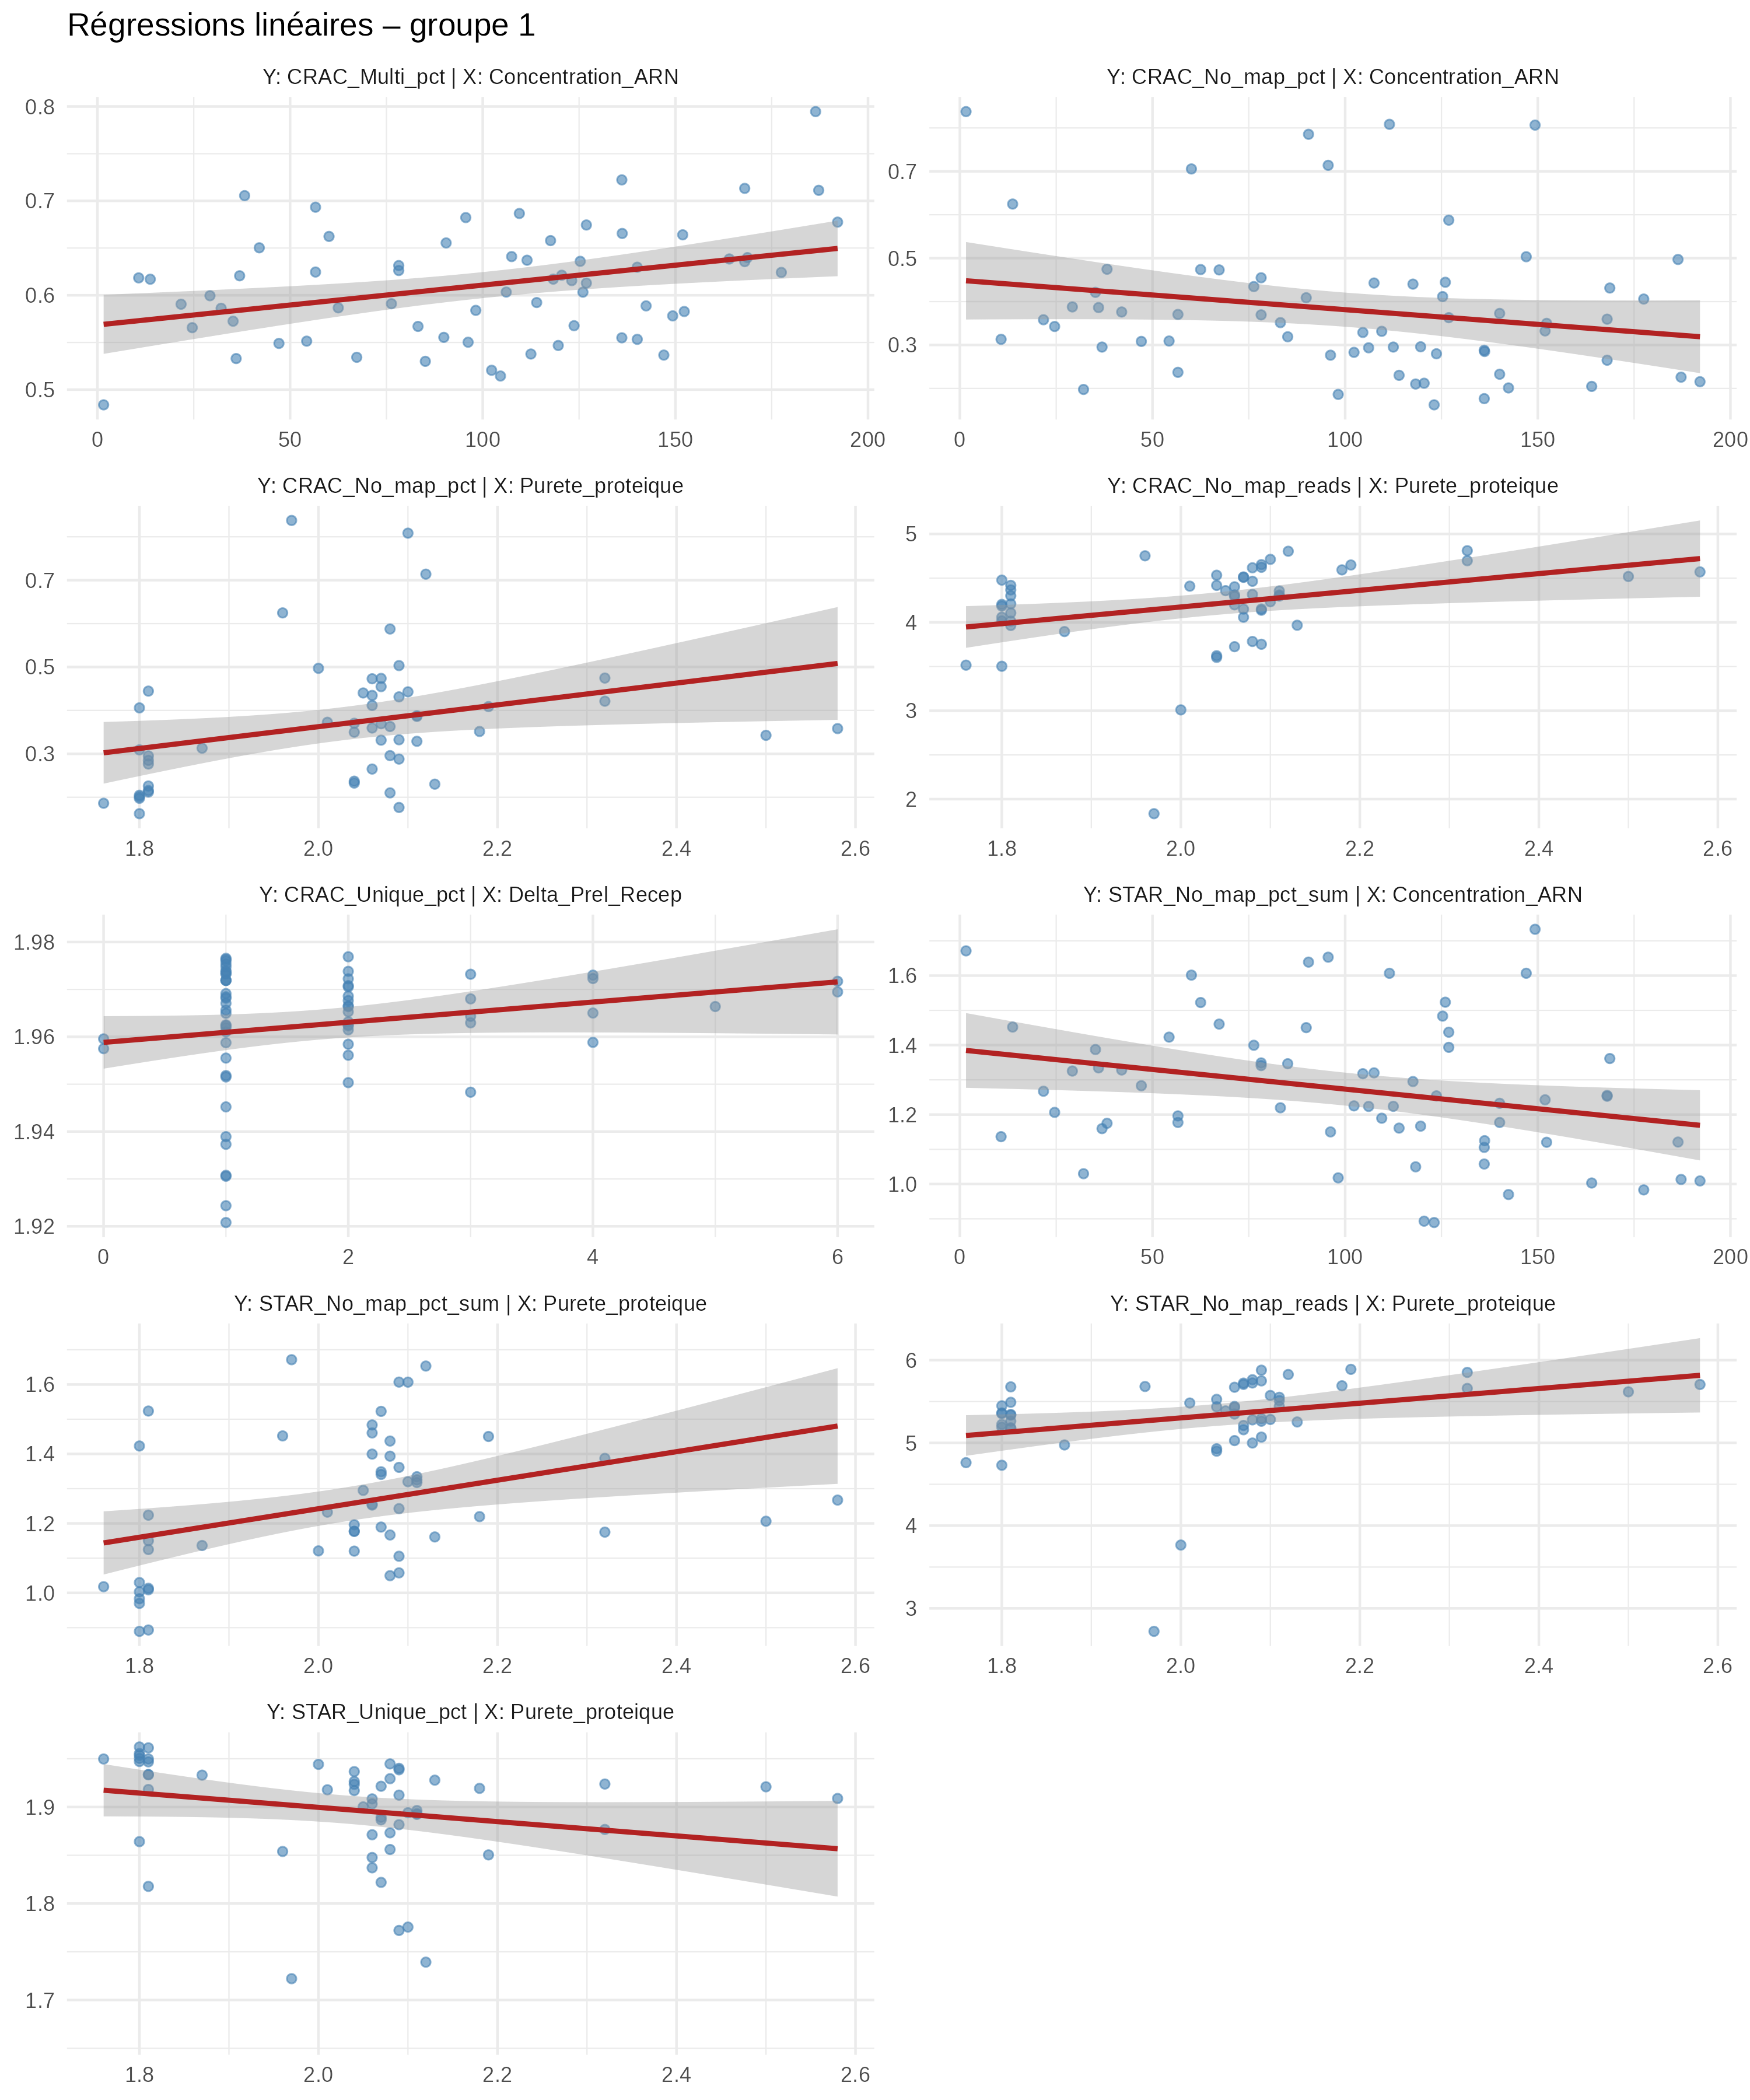 Régressions linéaires – groupe 1
Y: CRAC_Multi_pct | X: Concentration_ARN
0.8
0.7
0.6
0.5
0 50 100 150 200
Y: CRAC_No_map_pct | X: Concentration_ARN
0.7
0.5
0.3
0 50 100 150 200
Y: CRAC_No_map_pct | X: Purete_proteique
0.7
0.5
0.3
1.8 2.0 2.2 2.4 2.6
Y: CRAC_No_map_reads | X: Purete_proteique
5
4
3
2
1.8 2.0 2.2 2.4 2.6
Y: CRAC_Unique_pct | X: Delta_Prel_Recep
1.98
1.96
1.94
1.92
0 2 4 6
Y: STAR_No_map_pct_sum | X: Concentration_ARN
1.6
1.4
1.2
1.0
0 50 100 150 200
Y: STAR_No_map_pct_sum | X: Purete_proteique
1.6
1.4
1.2
1.0
1.8 2.0 2.2 2.4 2.6
Y: STAR_No_map_reads | X: Purete_proteique
6
5
4
3
1.8 2.0 2.2 2.4 2.6
Y: STAR_Unique_pct | X: Purete_proteique
1.9
1.8
1.7
1.8 2.0 2.2 2.4 2.6